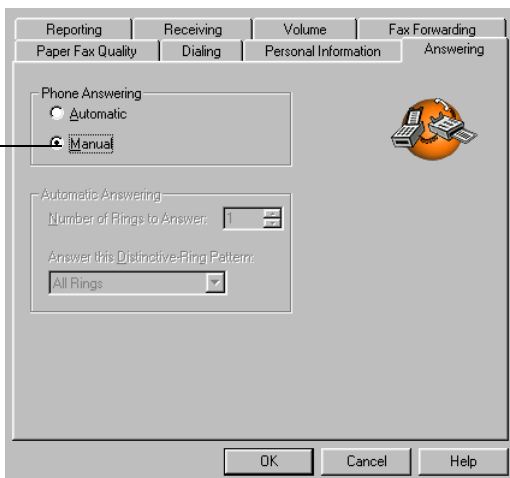 Reporting Receiving Volume Fax Forwarding
Paper Fax Quality Dialing Personal Information Answering
Phone Answering
Automatic
Manual
Automatic Answering
Number of Rings to Answer: 1
Answer this Distinctive-Ring Pattern:
All Rings
OK Cancel Help